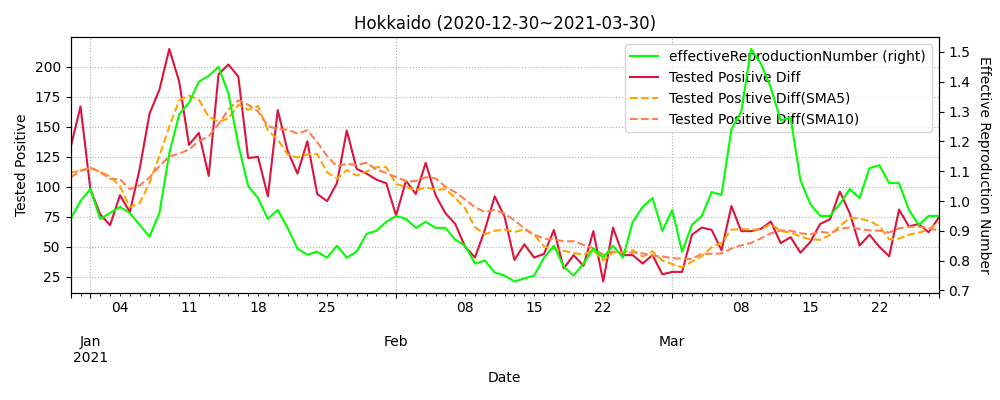 Hokkaido (2020-12-30~2021-03-30)
effectiveReproductionNumber (right)
Tested Positive Diff
Tested Positive Diff(SMA5)
Tested Positive Diff(SMA10)
Tested Positive
200
175
150
125
100
75
50
25
1.5
1.4
1.3
1.2
1.1
1.0
0.9
0.8
0.7
Effective Reproduction Number
04 11 18 25 08 15 22 08 15 22
Jan Feb Mar
2021
Date